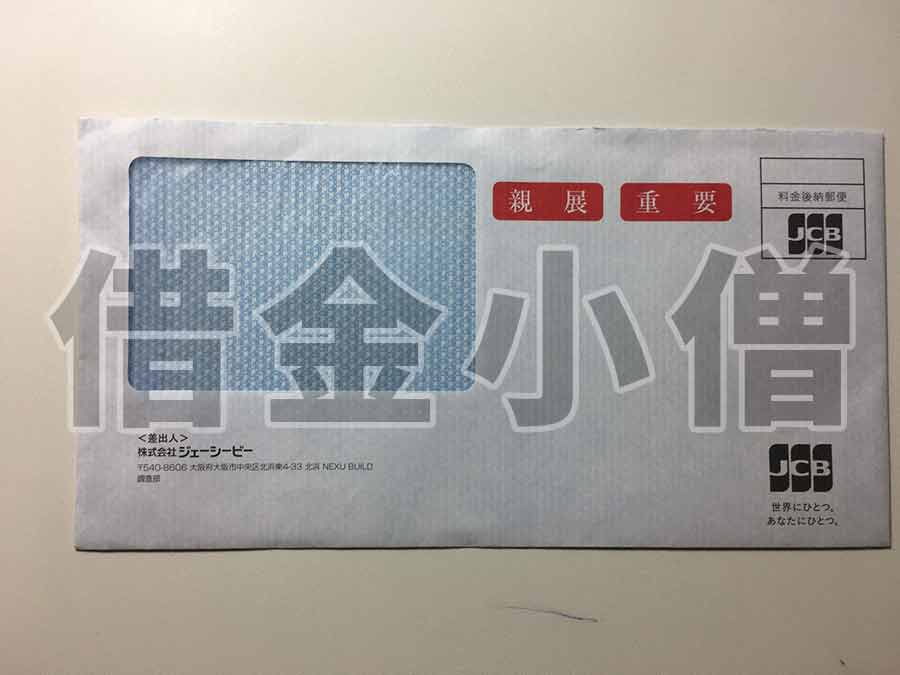 親展 重要
料金後納郵便
JCB
借金小僧
<差出人>
株式会社ジェーシービー
〒540-8606 大阪府大阪市中央区北浜東4-33 北浜 NEXU BUILD
調査部
JCB
世界にひとつ。
あなたにひとつ。